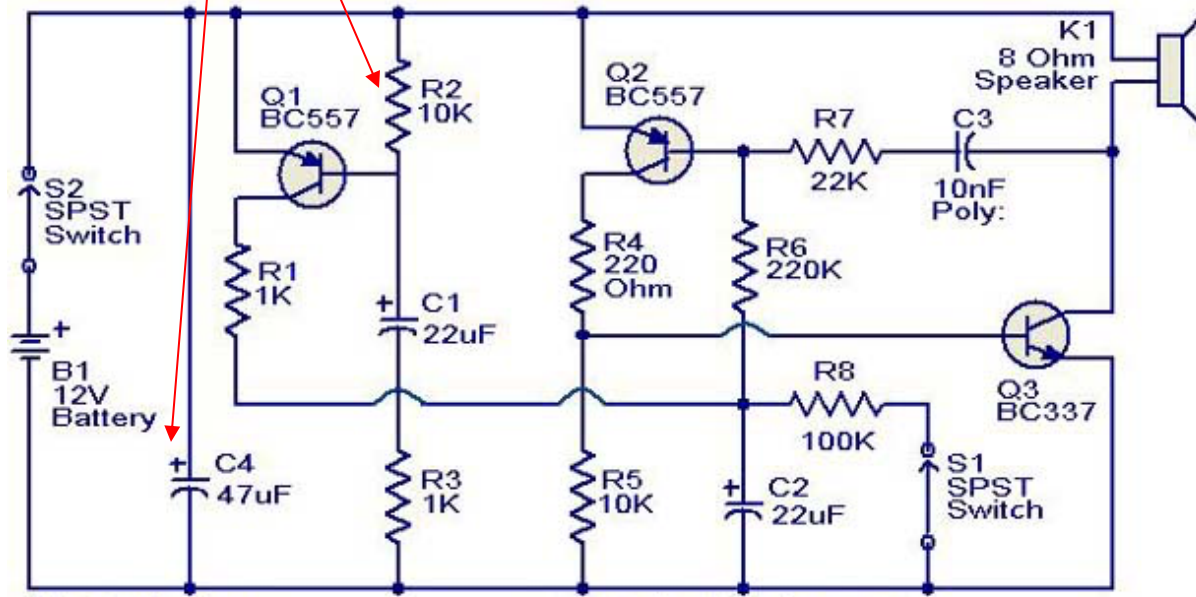 K1
8 Ohm
Speaker
Q1
BC557
R2
10K
Q2
BC557
R7
22K
C3
10nF
Poly:
S2
SPST
Switch
R1
1K
+
C1
22uF
R4
220
Ohm
R6
220K
+
B1
12V
Battery
R8
100K
Q3
BC337
+
C4
47uF
R3
1K
R5
10K
+
C2
22uF
S1
SPST
Switch